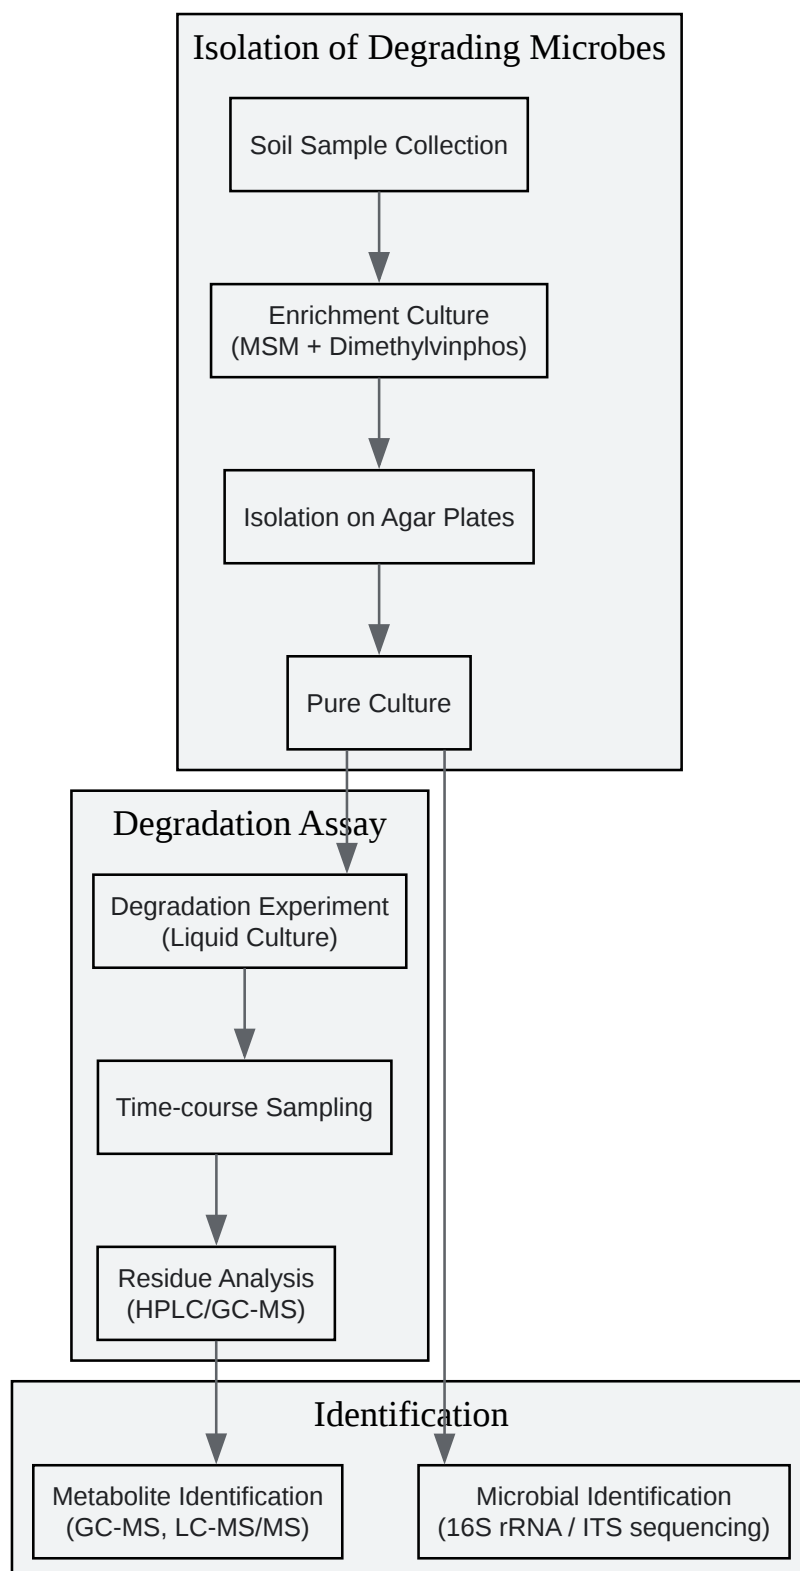 Isolation of Degrading Microbes
Soil Sample Collection
Enrichment Culture
(MSM + Dimethylvinphos)
Isolation on Agar Plates
Pure Culture
Degradation Assay
Degradation Experiment
(Liquid Culture)
Time-course Sampling
Residue Analysis
(HPLC/GC-MS)
Identification
Metabolite Identification
(GC-MS, LC-MS/MS)
Microbial Identification
(16S rRNA / ITS sequencing)